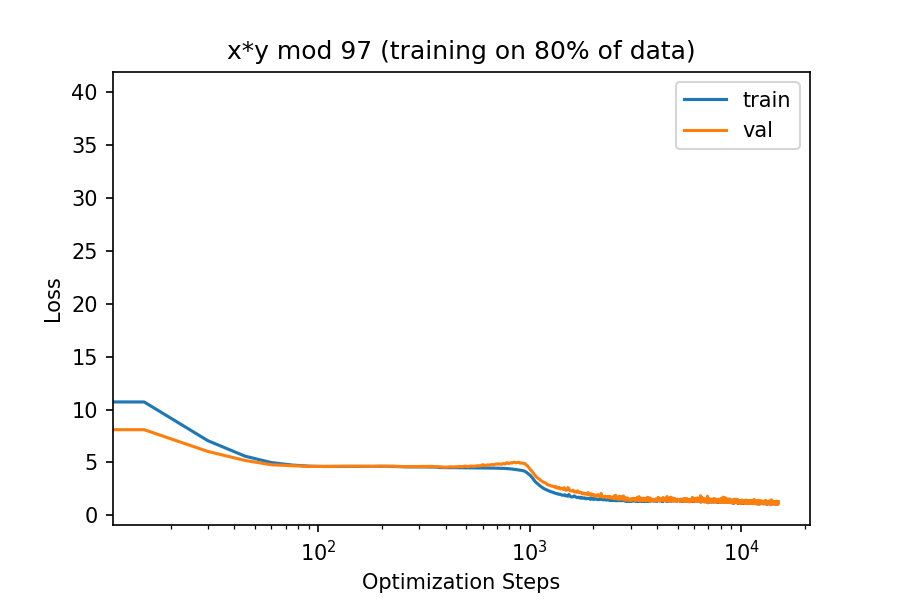 x*y mod 97 (training on 80% of data)
train
val
40
35
30
25
20
15
10
5
0
Loss
10²
10³
10⁴
Optimization Steps